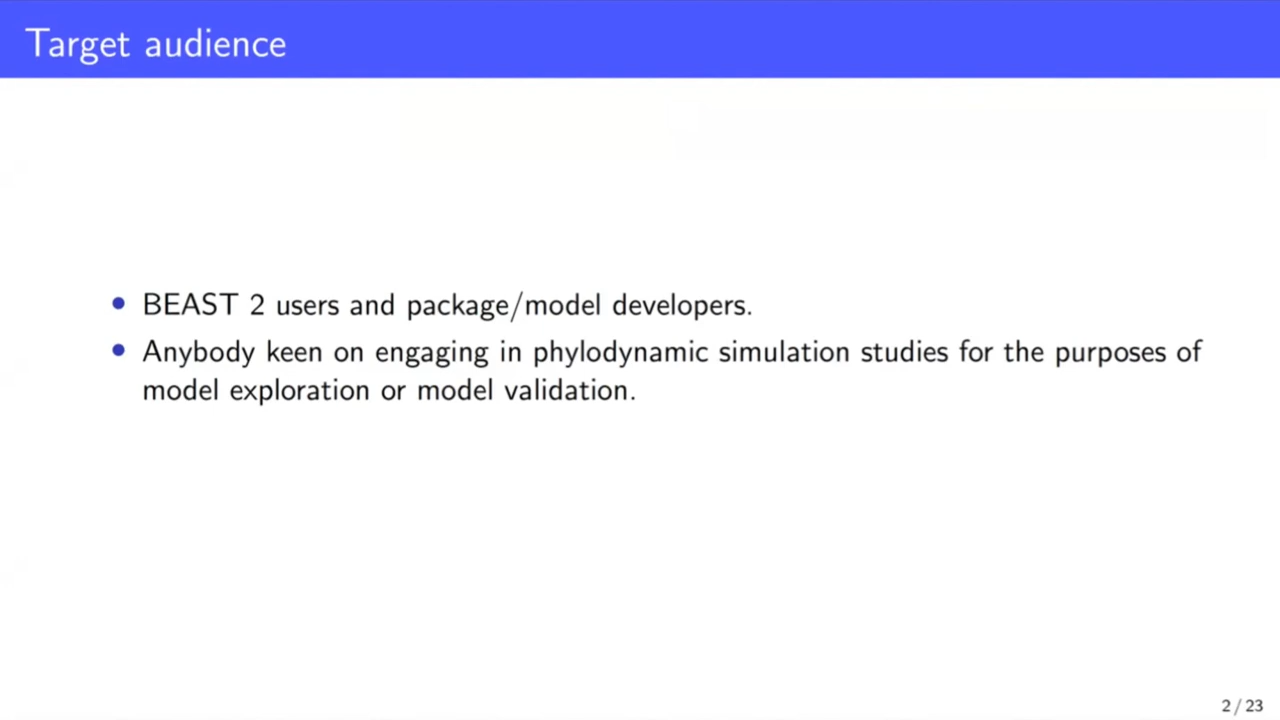 Target audience
• BEAST 2 users and package/model developers.
• Anybody keen on engaging in phylodynamic simulation studies for the purposes of
model exploration or model validation.
2 / 23